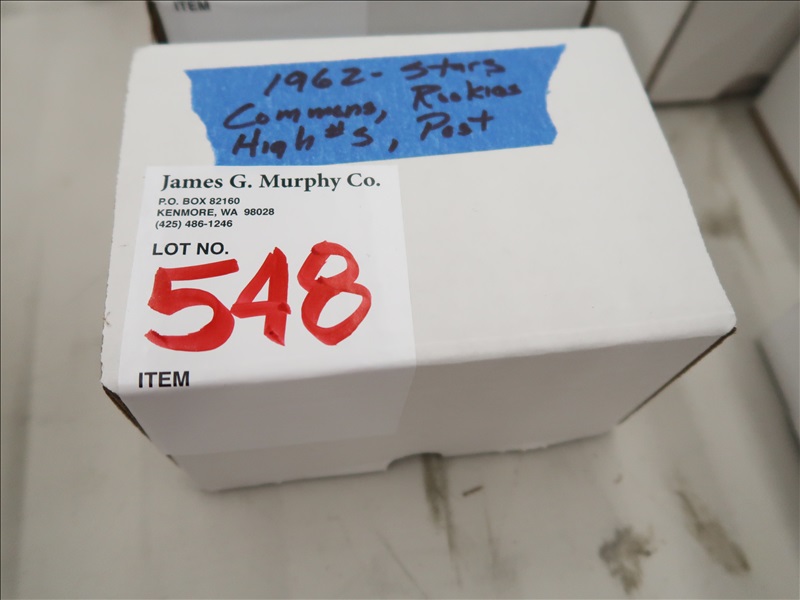 ITEM
1962- Stars
Commons, Rookies
High #s, Post
James G. Murphy Co.
P.O. BOX 82160
KENMORE, WA 98028
(425) 486-1246
LOT NO.
548
ITEM